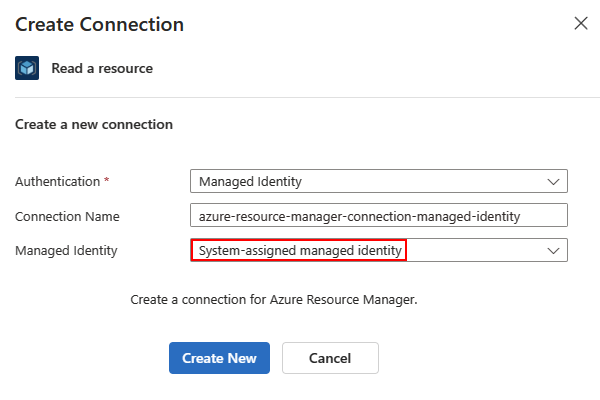 Create Connection
Read a resource
Create a new connection
Authentication * Managed Identity
Connection Name azure-resource-manager-connection-managed-identity
Managed Identity System-assigned managed identity
Create a connection for Azure Resource Manager.
Create New Cancel